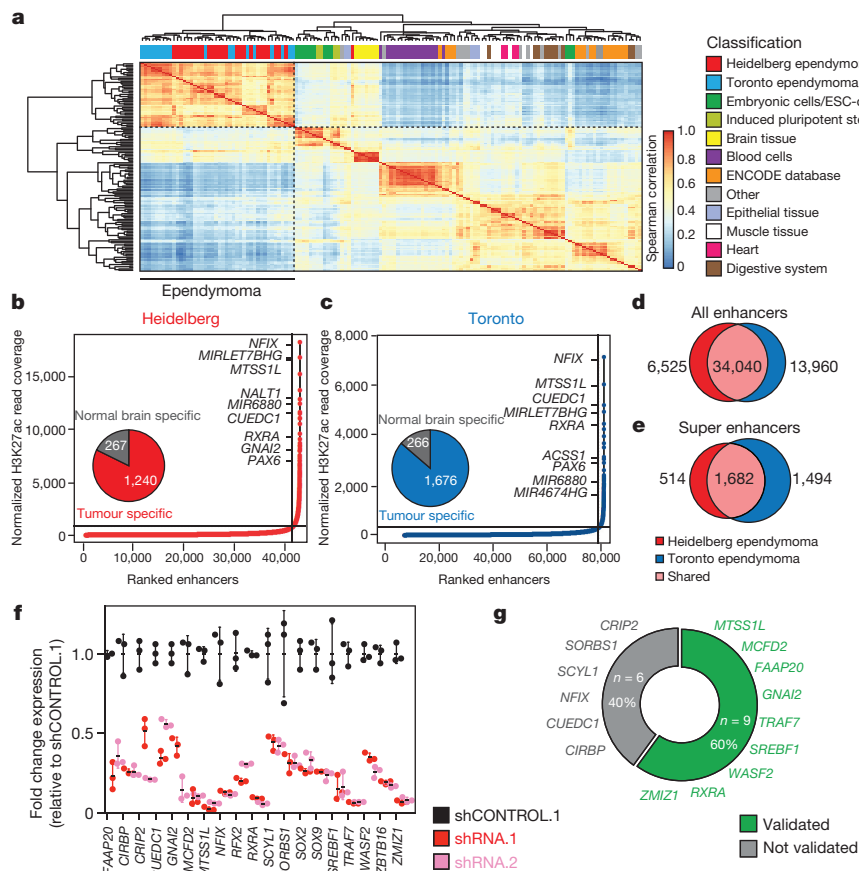 a
Classification
Heidelberg ependymo
Toronto ependymoma
Embryonic cells/ESC-d
Induced pluripotent ste
Brain tissue
Blood cells
ENCODE database
Other
Epithelial tissue
Muscle tissue
Heart
Digestive system
Spearman correlation
1.0
0.8
0.6
0.4
0.2
0
Ependymoma
b
Heidelberg
Normalized H3K27ac read coverage
15,000
10,000
5,000
0
NFIX
MIRLET7BHG
MTSS1L
NALT1
MIR6880
CUEDC1
RXRA
GNAI2
PAX6
Normal brain specific
267
1,240
Tumour specific
0
10,000
20,000
30,000
40,000
Ranked enhancers
c
Toronto
Normalized H3K27ac read coverage
8,000
6,000
4,000
2,000
0
NFIX
MTSS1L
CUEDC1
MIRLET7BHG
RXRA
ACSS1
PAX6
MIR6880
MIR4674HG
Normal brain specific
266
1,676
Tumour specific
0
20,000
40,000
60,000
80,000
Ranked enhancers
d
All enhancers
6,525
34,040
13,960
e
Super enhancers
514
1,682
1,494
Heidelberg ependymoma
Toronto ependymoma
Shared
f
Fold change expression
(relative to shCONTROL.1)
1.0
0.5
0
FAAP20
CIRBP
CRIP2
UEDC1
GNAI2
MCFD2
MTSS1L
NFIX
RFX2
RXRA
SCYL1
ORBS1
SOX2
SOX9
SREBF1
TRAF7
WASF2
ZBTB16
ZMIZ1
shCONTROL.1
shRNA.1
shRNA.2
g
CRIP2
SORBS1
SCYL1
NFIX
CUEDC1
CIRBP
n = 6
40%
MTSS1L
MCFD2
FAAP20
GNAI2
TRAF7
SREBF1
WASF2
RXRA
ZMIZ1
n = 9
60%
Validated
Not validated